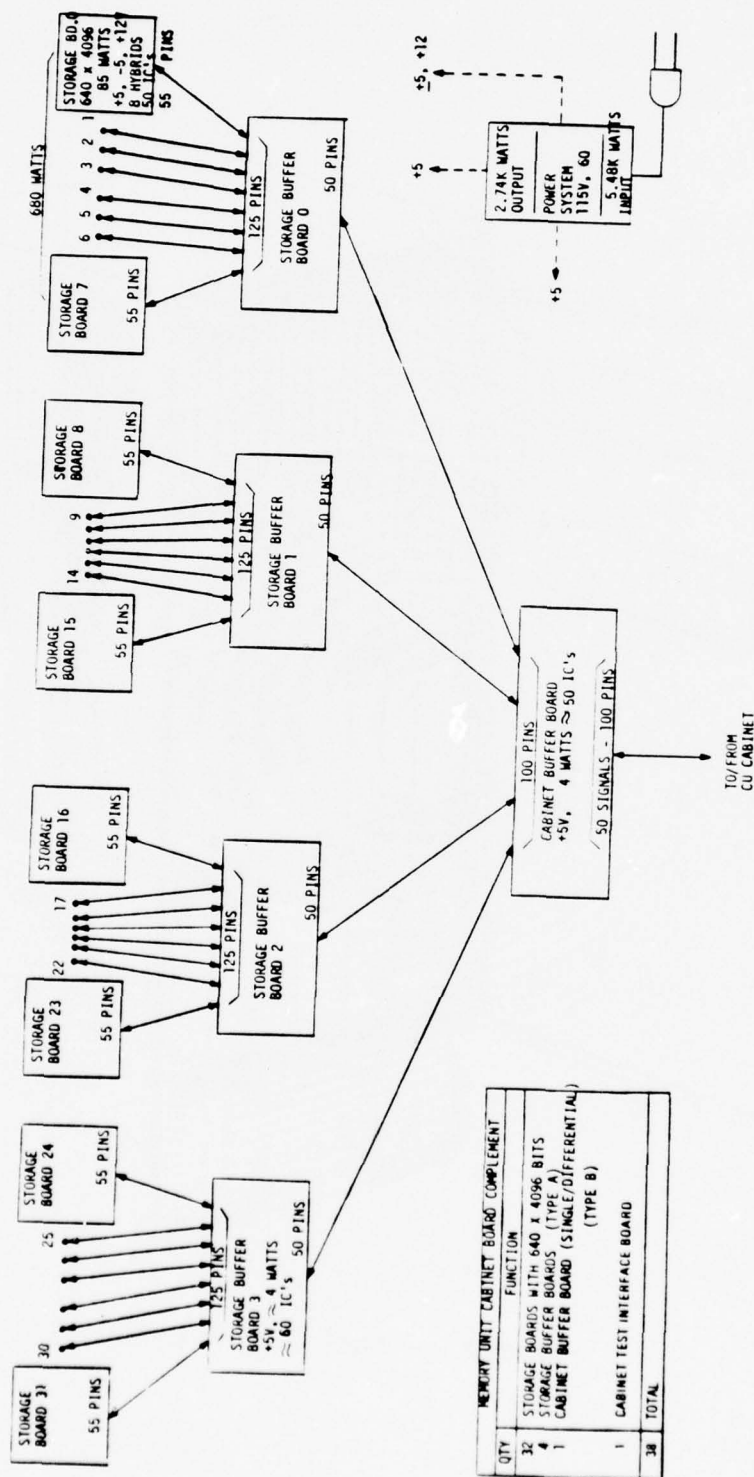 680 WATTS
STORAGE BD.0
640 x 4096
85 WATTS
+5, -5, +12
8 HYBRIDS
50 IC's
55 PINS
1
2
3
4
5
6
STORAGE
BOARD 7
55 PINS
125 PINS
STORAGE BUFFER
BOARD 0
50 PINS
STORAGE
BOARD 8
55 PINS
9
14
STORAGE
BOARD 15
55 PINS
125 PINS
STORAGE BUFFER
BOARD 1
50 PINS
STORAGE
BOARD 16
55 PINS
17
22
STORAGE
BOARD 23
55 PINS
125 PINS
STORAGE BUFFER
BOARD 2
50 PINS
STORAGE
BOARD 24
55 PINS
25
30
STORAGE
BOARD 31
55 PINS
125 PINS
STORAGE BUFFER
BOARD 3
+5V, ≈ 4 WATTS
≈ 60 IC's
50 PINS
100 PINS
CABINET BUFFER BOARD
+5V, 4 WATTS ≈ 50 IC's
50 SIGNALS - 100 PINS
TO/FROM
CU CABINET
+5
±5, +12
+5
2.74K WATTS
OUTPUT
POWER
SYSTEM
115V, 60
5.48K WATTS
INPUT
MEMORY UNIT CABINET BOARD COMPLEMENT
QTY FUNCTION
32 STORAGE BOARDS WITH 640 X 4096 BITS
4 STORAGE BUFFER BOARDS (TYPE A)
1 CABINET BUFFER BOARD (SINGLE/DIFFERENTIAL)
(TYPE B)
1 CABINET TEST INTERFACE BOARD
38 TOTAL